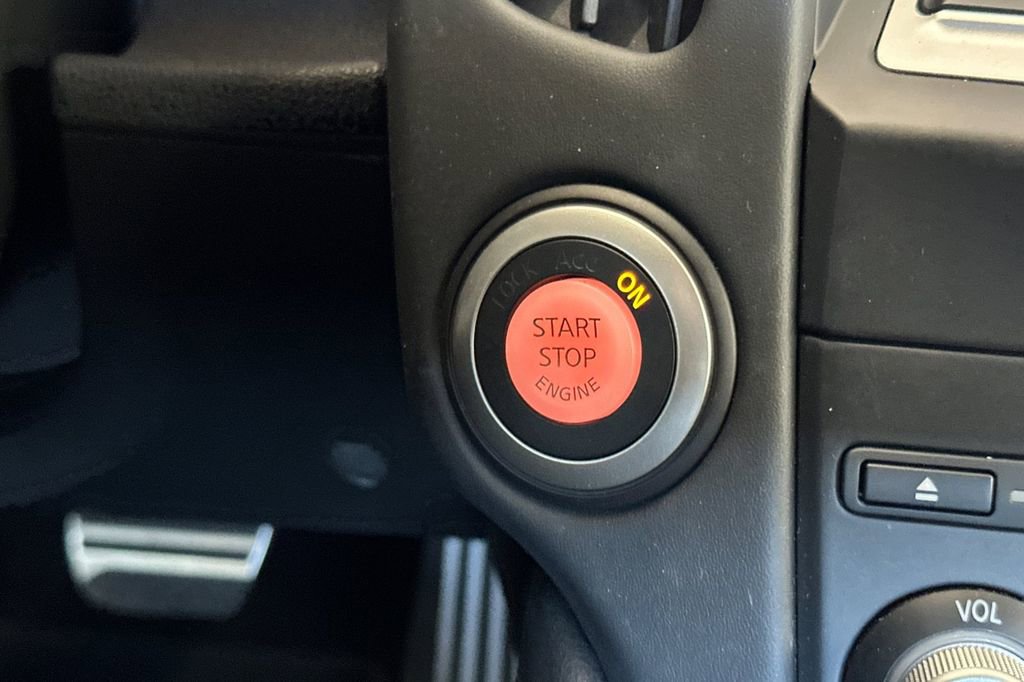 LOCK ACC ON
START
STOP
ENGINE
VOL